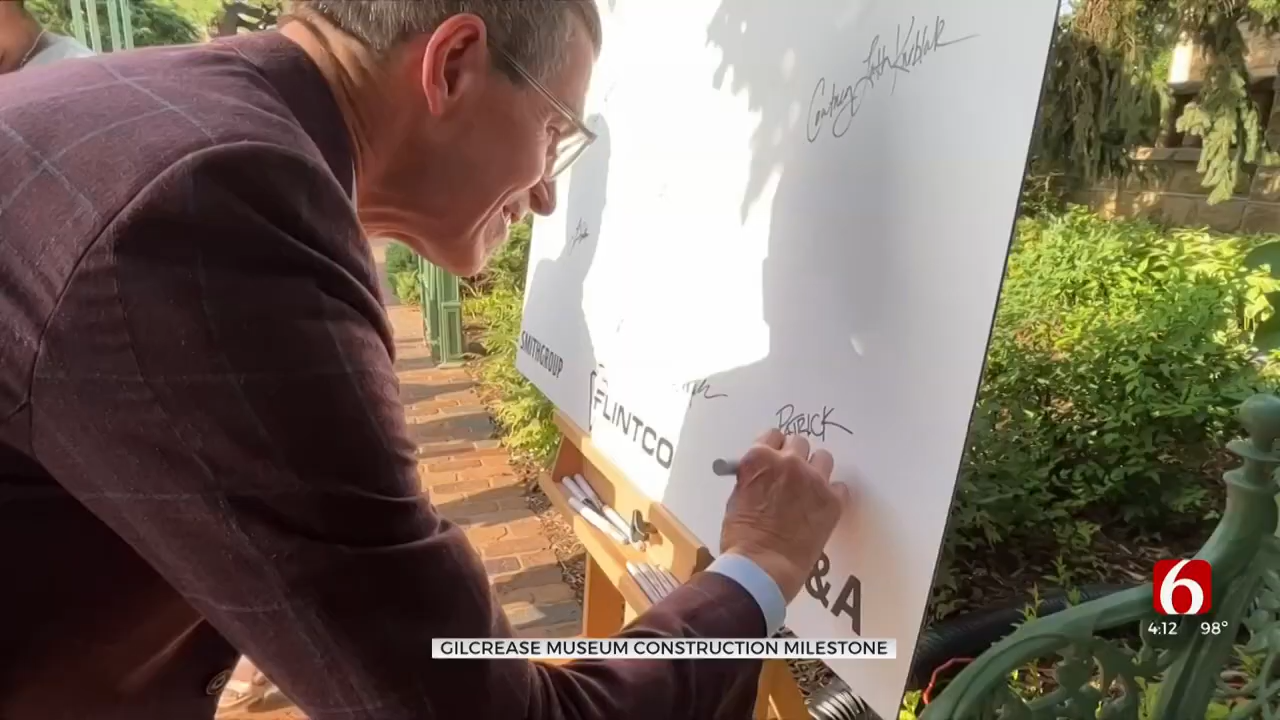 SMITHGROUP
FLINTCO
PATRICK
&A
6
4:12 98°
GILCREASE MUSEUM CONSTRUCTION MILESTONE